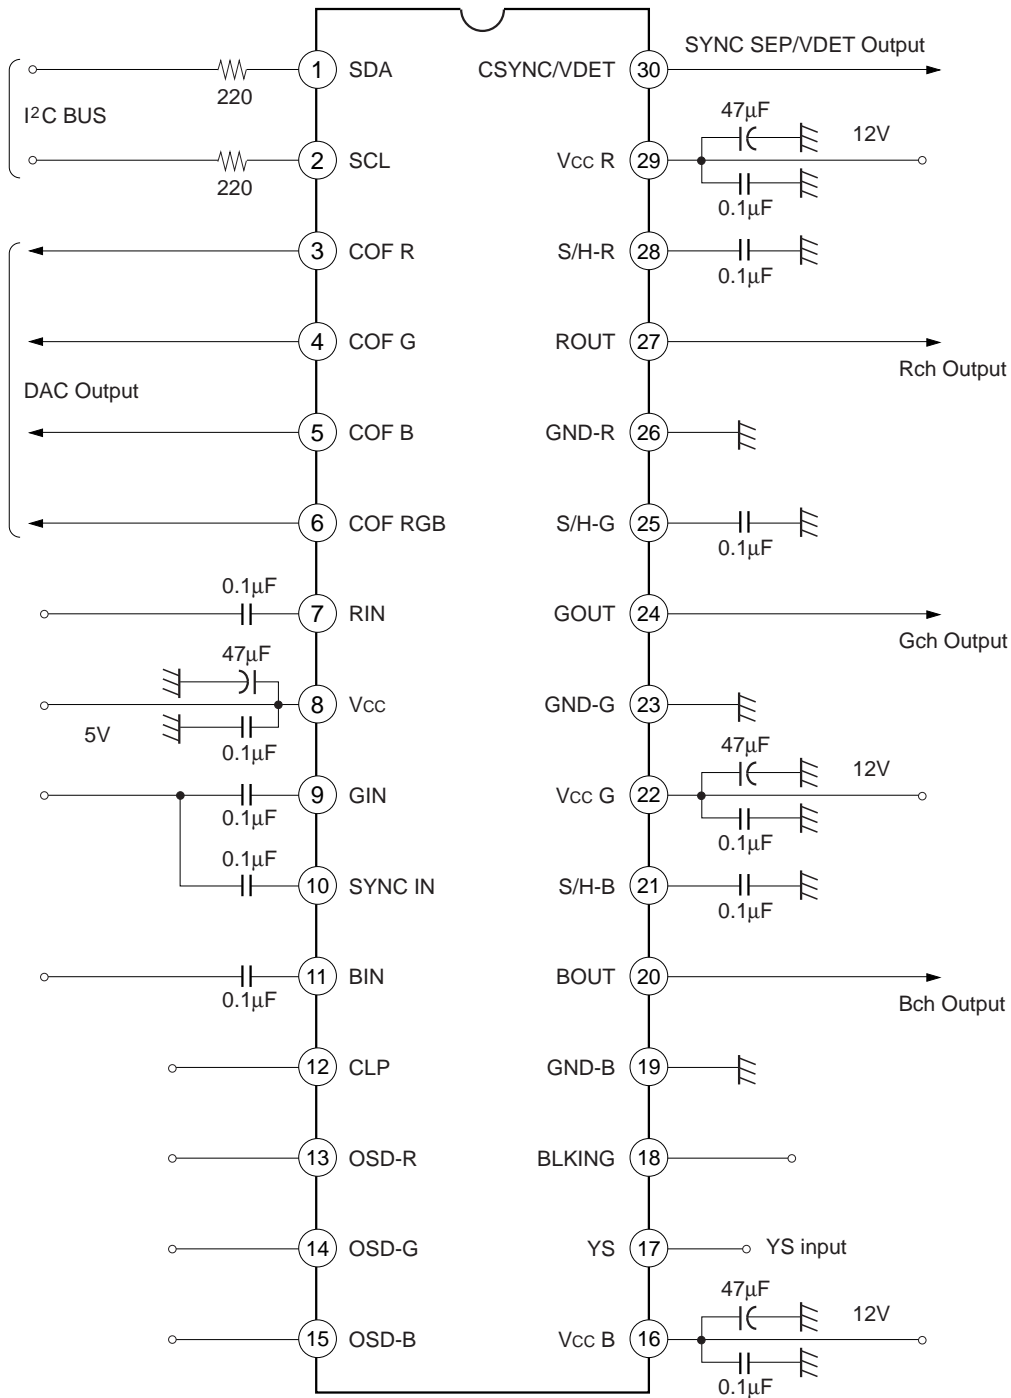 SYNC SEP/VDET Output
1 SDA
CSYNC/VDET 30
220
I2C BUS
47μF
12V
2 SCL
VCC R 29
220
0.1μF
3 COF R
S/H-R 28
0.1μF
4 COF G
ROUT 27
Rch Output
DAC Output
5 COF B
GND-R 26
6 COF RGB
S/H-G 25
0.1μF
0.1μF
7 RIN
GOUT 24
Gch Output
47μF
8 VCC
GND-G 23
5V
0.1μF
47μF
12V
9 GIN
VCC G 22
0.1μF
0.1μF
0.1μF
10 SYNC IN
S/H-B 21
0.1μF
11 BIN
BOUT 20
0.1μF
Bch Output
12 CLP
GND-B 19
13 OSD-R
BLKING 18
14 OSD-G
YS 17
YS input
47μF
12V
15 OSD-B
VCC B 16
0.1μF